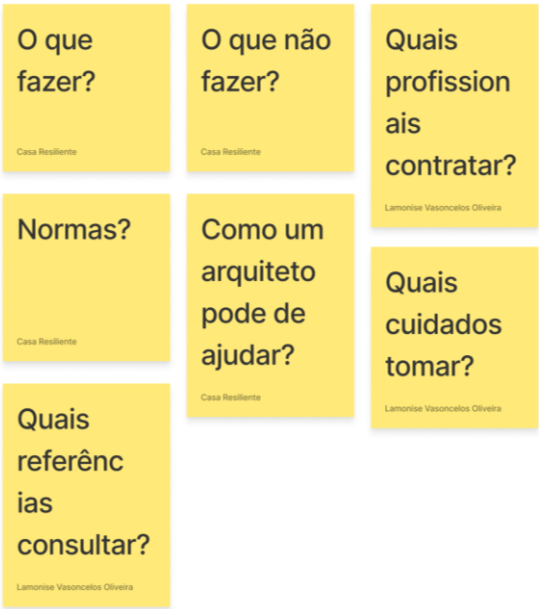 O que
fazer?
Casa Resiliente
O que não
fazer?
Casa Resiliente
Quais
profission
ais
contratar?
Lamonise Vasoncelos Oliveira
Normas?
Casa Resiliente
Como um
arquiteto
pode de
ajudar?
Casa Resiliente
Quais
cuidados
tomar?
Lamonise Vasoncelos Oliveira
Quais
referênc
ias
consultar?
Lamonise Vasoncelos Oliveira